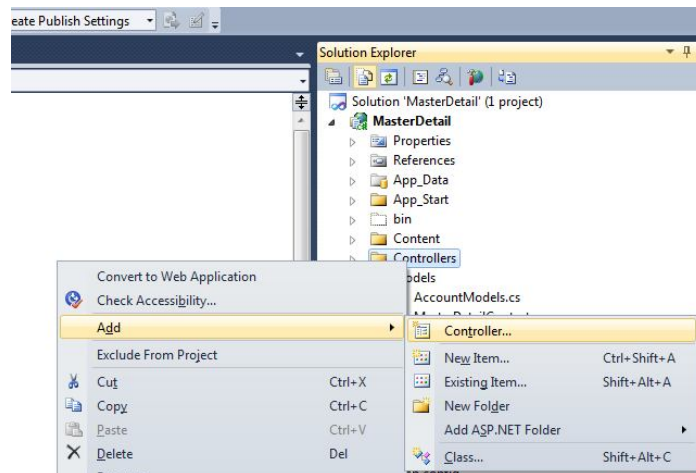 eate Publish Settings
Solution Explorer
Solution 'MasterDetail' (1 project)
MasterDetail
Properties
References
App_Data
App_Start
bin
Content
Controllers
odels
AccountModels.cs
Convert to Web Application
Check Accessibility...
Add
Exclude From Project
Cut Ctrl+X
Copy Ctrl+C
Paste Ctrl+V
Delete Del
Controller...
New Item... Ctrl+Shift+A
Existing Item... Shift+Alt+A
New Folder
Add ASP.NET Folder
Class... Shift+Alt+C